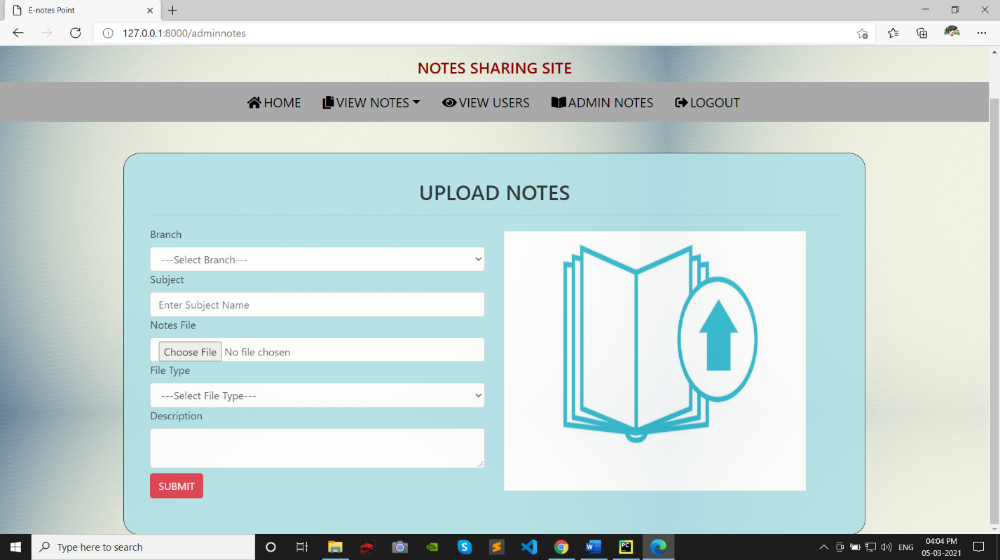 E-notes Point
127.0.0.1:8000/adminnotes
NOTES SHARING SITE
HOME VIEW NOTES VIEW USERS ADMIN NOTES LOGOUT
UPLOAD NOTES
Branch
---Select Branch---
Subject
Enter Subject Name
Notes File
Choose File No file chosen
File Type
---Select File Type---
Description
SUBMIT
Type here to search
PC
ENG
04:04 PM
05-03-2021